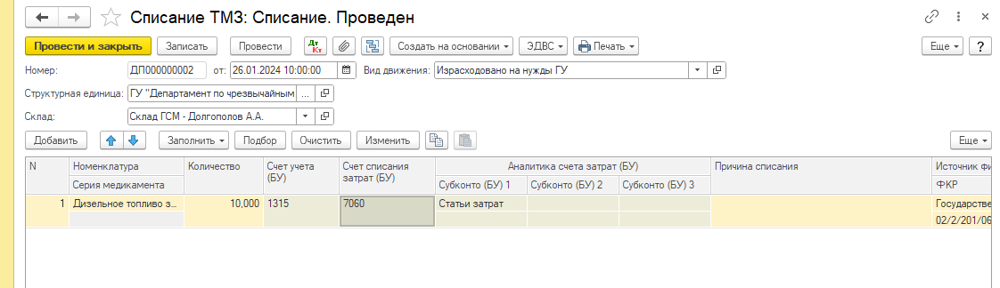 Списание ТМЗ: Списание. Проведен
Провести и закрыть Записать Провести Дт Кт Создать на основании ЭДВС Печать Еще ?
Номер: ДП000000002 от: 26.01.2024 10:00:00 Вид движения: Израсходовано на нужды ГУ
Структурная единица: ГУ "Департамент по чрезвычайным ...
Склад: Склад ГСМ - Долгополов А.А.
Добавить Заполнить Подбор Очистить Изменить Еще
N Номенклатура Количество Счет учета (БУ) Счет списания затрат (БУ) Аналитика счета затрат (БУ) Причина списания Источник фи
Серия медикамента Субконто (БУ) 1 Субконто (БУ) 2 Субконто (БУ) 3 ФКР
1 Дизельное топливо з... 10,000 1315 7060 Статьи затрат Государстве
02/2/201/06